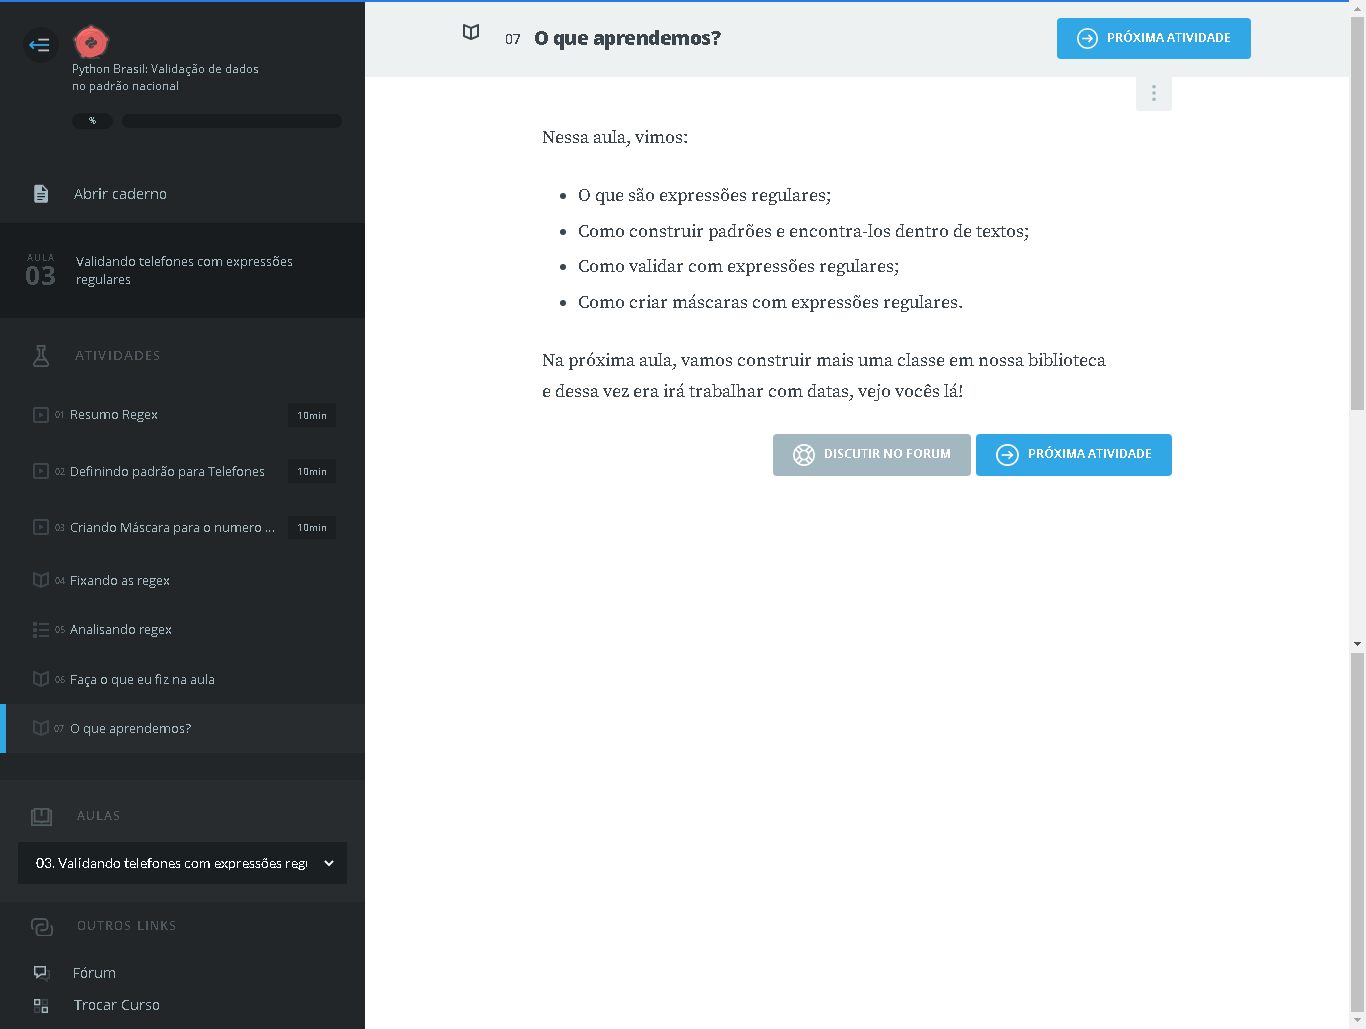 Python Brasil: Validação de dados
no padrão nacional
%
Abrir caderno
AULA
03
Validando telefones com expressões
regulares
ATIVIDADES
01 Resumo Regex 10min
02 Definindo padrão para Telefones 10min
03 Criando Máscara para o numero ... 10min
04 Fixando as regex
05 Analisando regex
06 Faça o que eu fiz na aula
07 O que aprendemos?
AULAS
03. Validando telefones com expressões regu
OUTROS LINKS
Fórum
Trocar Curso
07 O que aprendemos?
PRÓXIMA ATIVIDADE
Nessa aula, vimos:
• O que são expressões regulares;
• Como construir padrões e encontra-los dentro de textos;
• Como validar com expressões regulares;
• Como criar máscaras com expressões regulares.
Na próxima aula, vamos construir mais uma classe em nossa biblioteca
e dessa vez era irá trabalhar com datas, vejo vocês lá!
DISCUTIR NO FORUM
PRÓXIMA ATIVIDADE